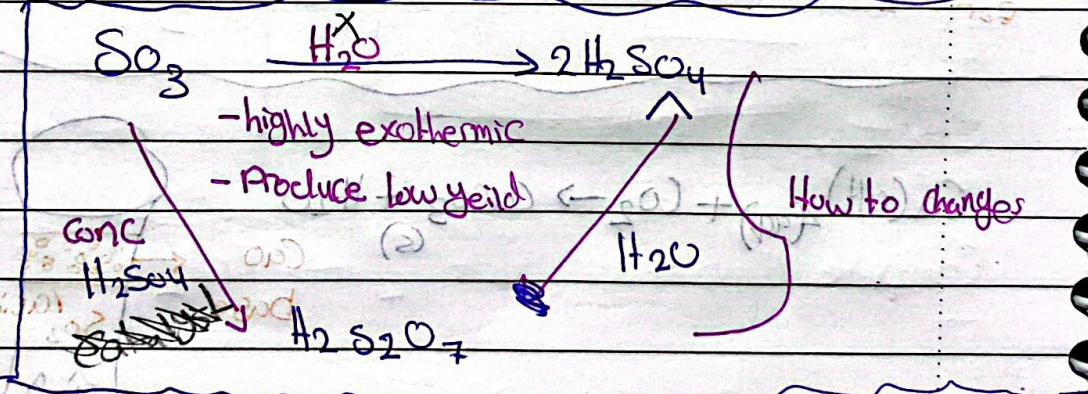 SO3 H2O X 2H2SO4
-highly exothermic
-Produce low yeild
How to changes
conc
H2SO4
H2O
H2S2O7